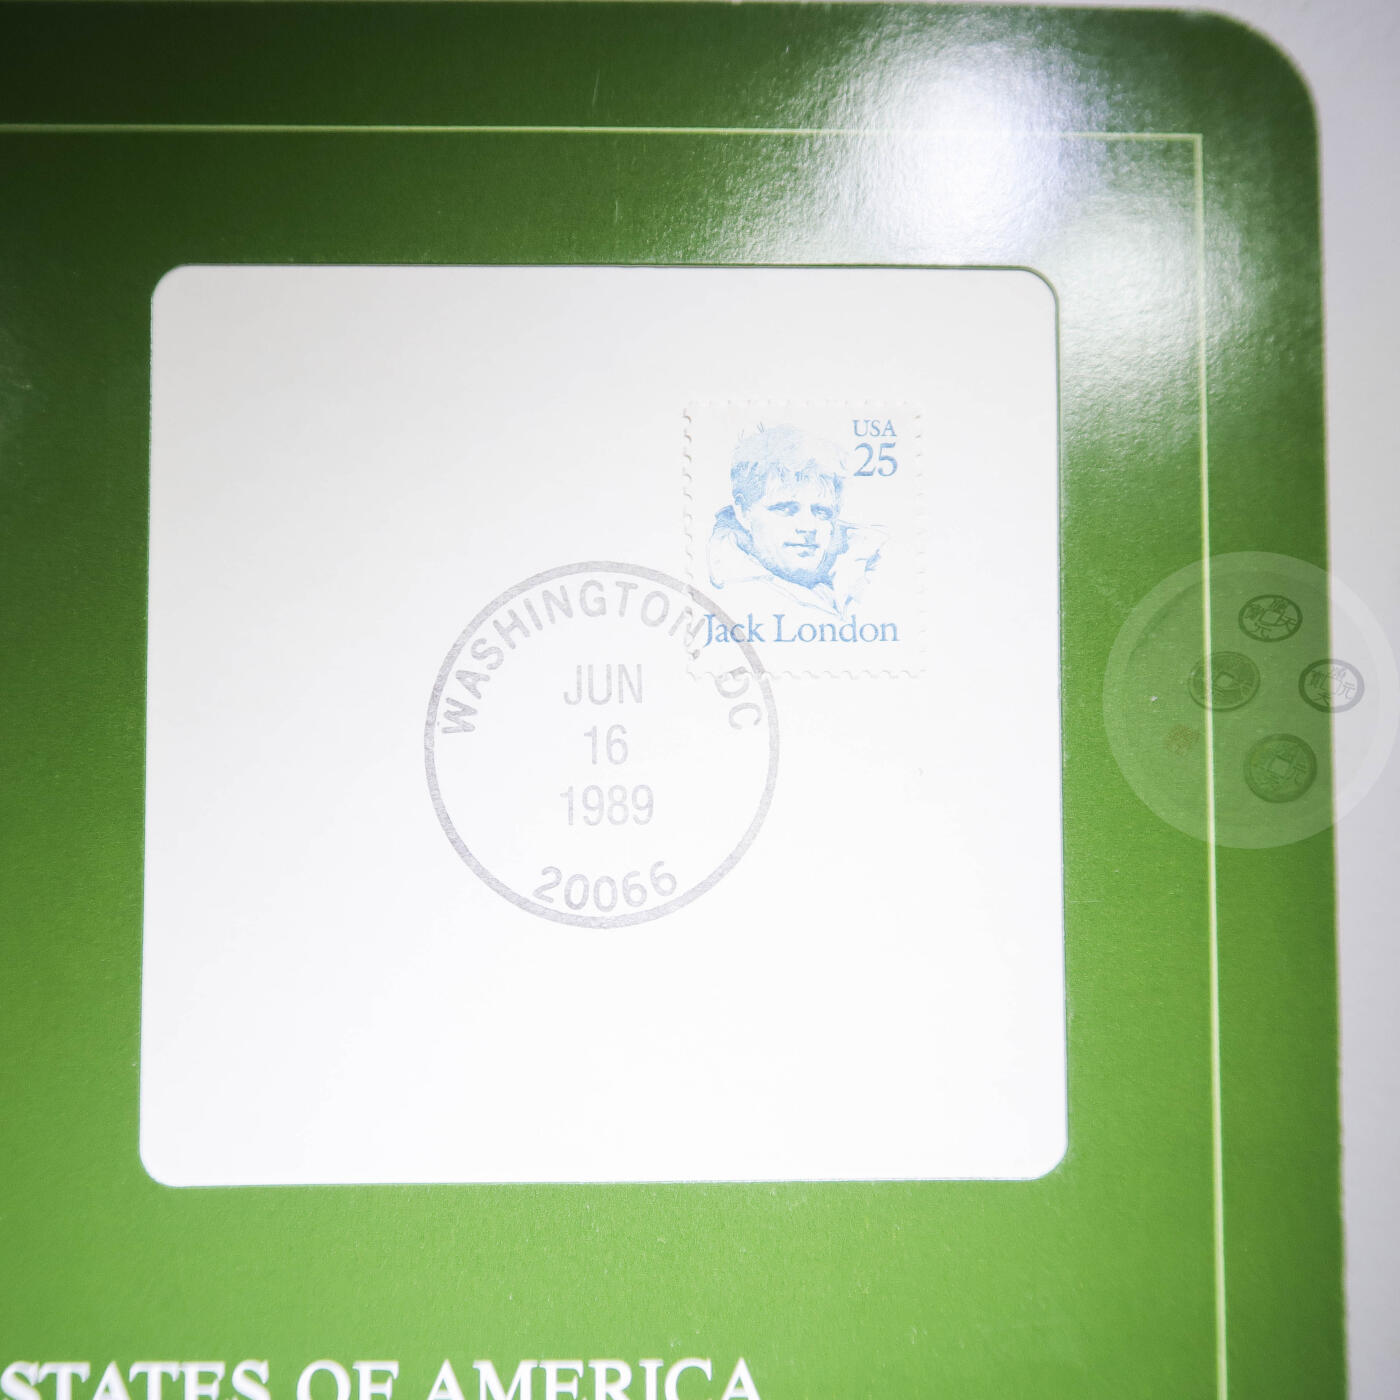 USA
25
Jack London
WASHINGTON, DC
JUN
16
1989
20066
STATES OF AMERICA